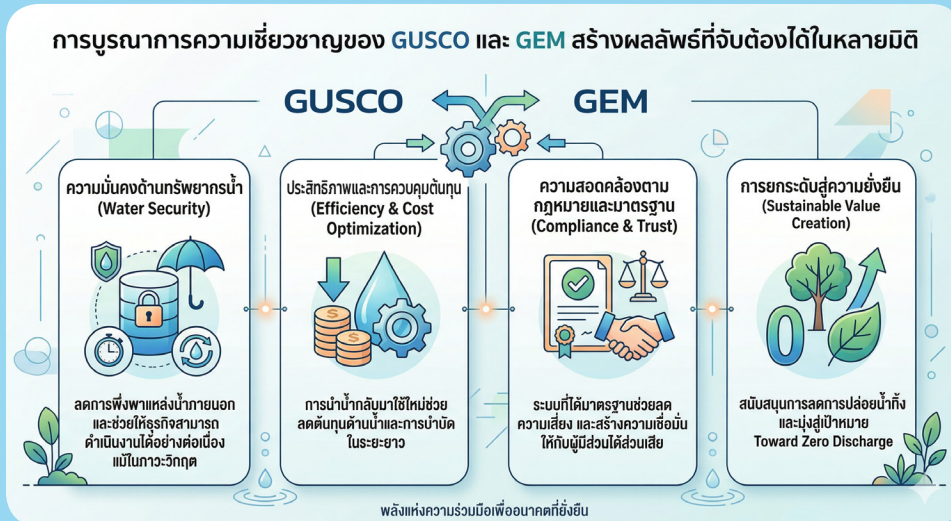 การบูรณาการความเชี่ยวชาญของ GUSCO และ GEM สร้างผลลัพธ์ที่จับต้องได้ในหลายมิติ
GUSCO
GEM
ความมั่นคงด้านทรัพยากรน้ำ
(Water Security)
ลดการพึ่งพาแหล่งน้ำภายนอก
และช่วยให้ธุรกิจสามารถ
ดำเนินงานได้อย่างต่อเนื่อง
แม้ในภาวะวิกฤต
ประสิทธิภาพและการควบคุมต้นทุน
(Efficiency & Cost
Optimization)
$
$
การนำน้ำกลับมาใช้ใหม่ช่วย
ลดต้นทุนด้านน้ำและการบำบัด
ในระยะยาว
ความสอดคล้องตาม
กฎหมายและมาตรฐาน
(Compliance & Trust)
ระบบที่ได้มาตรฐานช่วยลด
ความเสี่ยง และสร้างความเชื่อมั่น
ให้กับผู้มีส่วนได้ส่วนเสีย
การยกระดับสู่ความยั่งยืน
(Sustainable Value
Creation)
0
สนับสนุนการลดการปล่อยน้ำทิ้ง
และมุ่งสู่เป้าหมาย
Toward Zero Discharge
พลังแห่งความร่วมมือเพื่ออนาคตที่ยั่งยืน